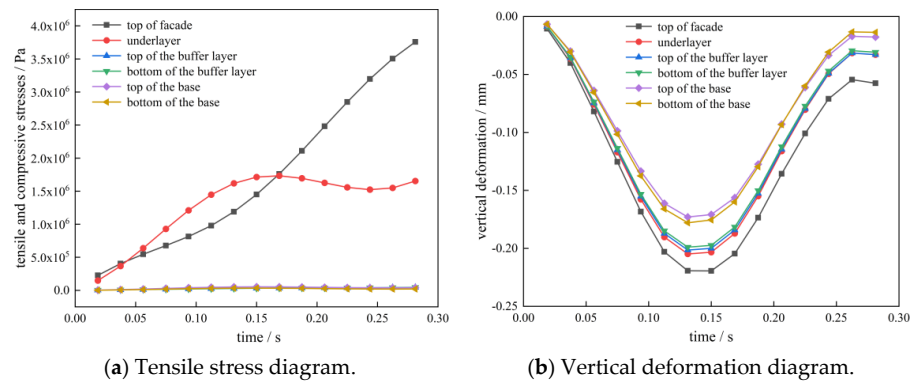 4.0x10⁶
3.5x10⁶
3.0x10⁶
2.5x10⁶
2.0x10⁶
1.5x10⁶
1.0x10⁶
5.0x10⁵
0.0
tensile and compressive stresses / Pa
top of facade
underlayer
top of the buffer layer
bottom of the buffer layer
top of the base
bottom of the base
0.00 0.05 0.10 0.15 0.20 0.25 0.30
time / s
(a) Tensile stress diagram.
0.00
-0.05
-0.10
-0.15
-0.20
-0.25
vertical deformation / mm
top of facade
underlayer
top of the buffer layer
bottom of the buffer layer
top of the base
bottom of the base
0.00 0.05 0.10 0.15 0.20 0.25 0.30
time / s
(b) Vertical deformation diagram.